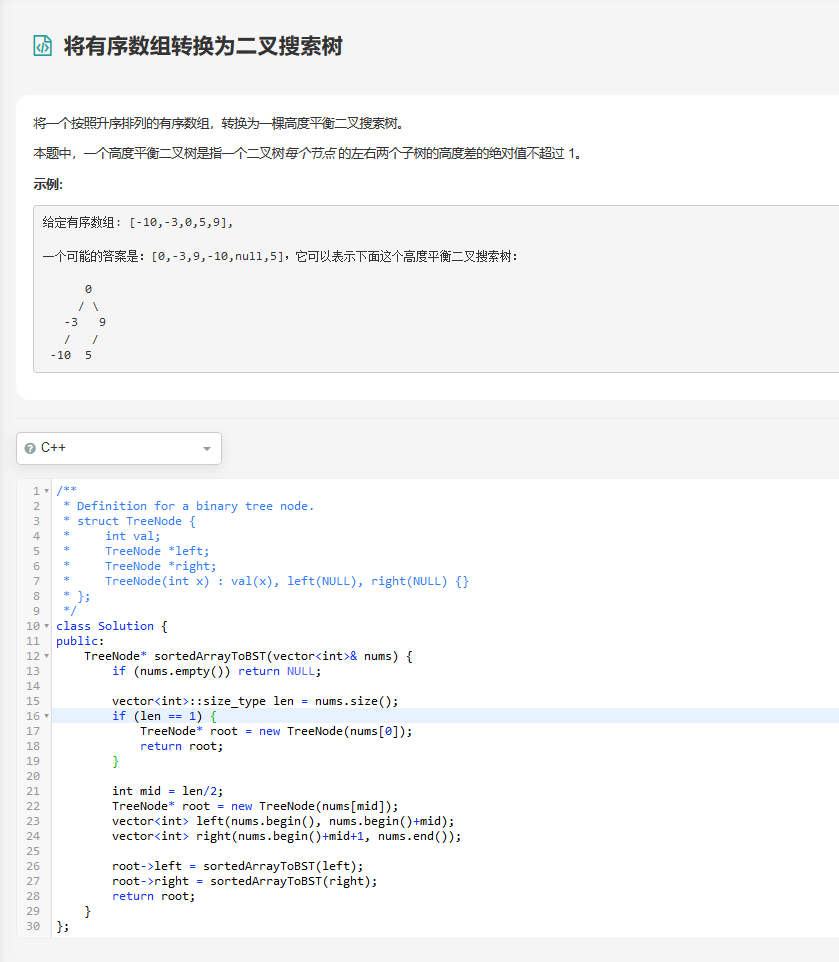 将有序数组转换为二叉搜索树
将一个按照升序排列的有序数组，转换为一棵高度平衡二叉搜索树。
本题中，一个高度平衡二叉树是指一个二叉树每个节点 的左右两个子树的高度差的绝对值不超过 1。
示例:
给定有序数组: [-10,-3,0,5,9],
一个可能的答案是：[0,-3,9,-10,null,5]，它可以表示下面这个高度平衡二叉搜索树：
      0
     / \
   -3   9
   /   /
 -10  5
C++
1 /**
2  * Definition for a binary tree node.
3  * struct TreeNode {
4  *     int val;
5  *     TreeNode *left;
6  *     TreeNode *right;
7  *     TreeNode(int x) : val(x), left(NULL), right(NULL) {}
8  * };
9  */
10 class Solution {
11 public:
12     TreeNode* sortedArrayToBST(vector<int>& nums) {
13         if (nums.empty()) return NULL;
14
15         vector<int>::size_type len = nums.size();
16         if (len == 1) {
17             TreeNode* root = new TreeNode(nums[0]);
18             return root;
19         }
20
21         int mid = len/2;
22         TreeNode* root = new TreeNode(nums[mid]);
23         vector<int> left(nums.begin(), nums.begin()+mid);
24         vector<int> right(nums.begin()+mid+1, nums.end());
25
26         root->left = sortedArrayToBST(left);
27         root->right = sortedArrayToBST(right);
28         return root;
29     }
30 };